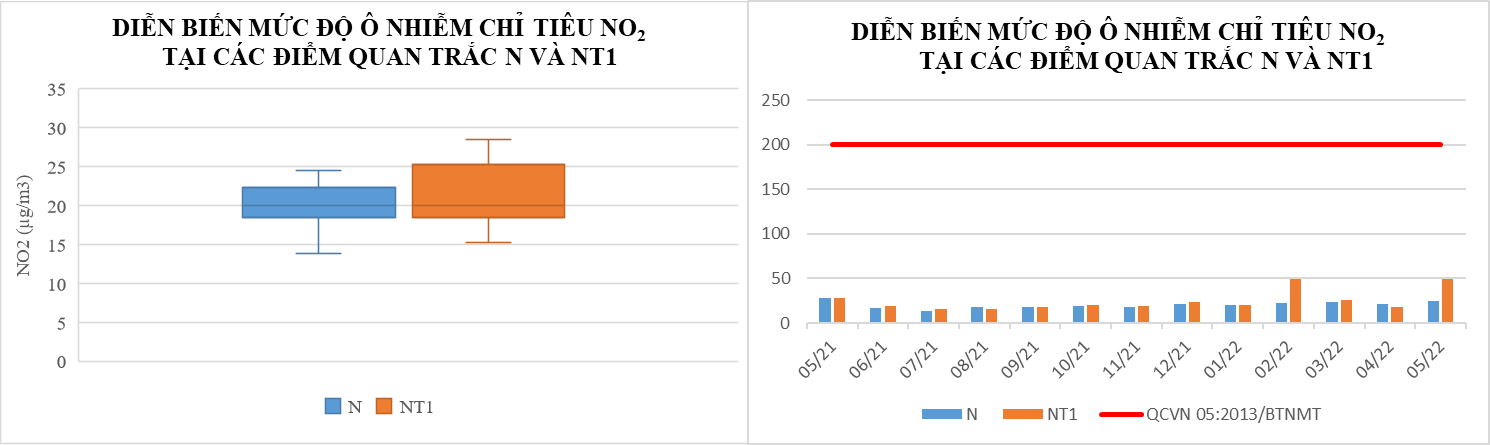 DIỄN BIẾN MỨC ĐỘ Ô NHIỄM CHỈ TIÊU NO₂
TẠI CÁC ĐIỂM QUAN TRẮC N VÀ NT1
35
30
25
20
15
10
5
0
NO2 (µg/m3)
N
NT1
DIỄN BIẾN MỨC ĐỘ Ô NHIỄM CHỈ TIÊU NO₂
TẠI CÁC ĐIỂM QUAN TRẮC N VÀ NT1
250
200
150
100
50
0
05/21
06/21
07/21
08/21
09/21
10/21
11/21
12/21
01/22
02/22
03/22
04/22
05/22
N
NT1
QCVN 05:2013/BTNMT